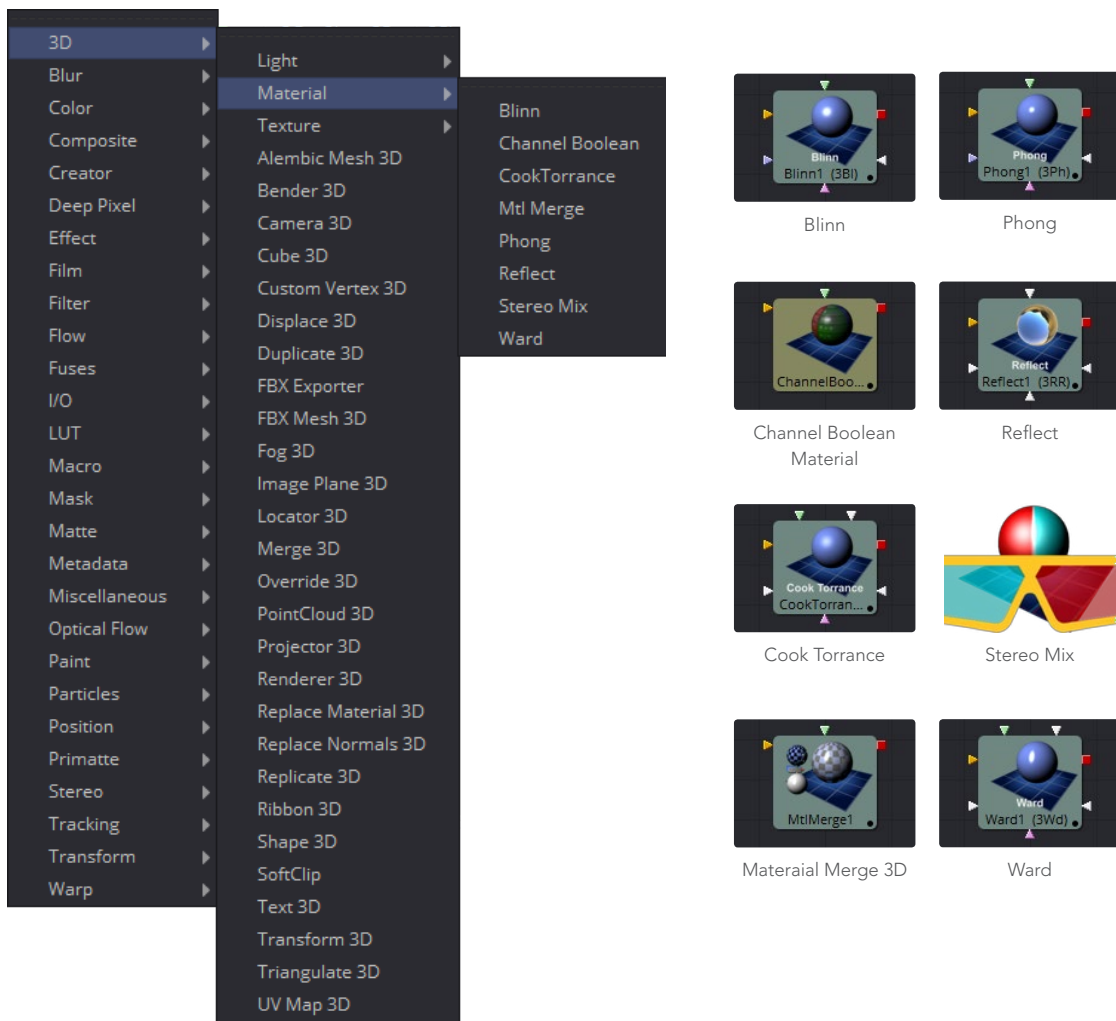 3D
Blur
Color
Composite
Creator
Deep Pixel
Effect
Film
Filter
Flow
Fuses
I/O
LUT
Macro
Mask
Matte
Metadata
Miscellaneous
Optical Flow
Paint
Particles
Position
Primatte
Stereo
Tracking
Transform
Warp
Light
Material
Texture
Alembic Mesh 3D
Bender 3D
Camera 3D
Cube 3D
Custom Vertex 3D
Displace 3D
Duplicate 3D
FBX Exporter
FBX Mesh 3D
Fog 3D
Image Plane 3D
Locator 3D
Merge 3D
Override 3D
PointCloud 3D
Projector 3D
Renderer 3D
Replace Material 3D
Replace Normals 3D
Replicate 3D
Ribbon 3D
Shape 3D
SoftClip
Text 3D
Transform 3D
Triangulate 3D
UV Map 3D
Blinn
Channel Boolean
CookTorrance
Mtl Merge
Phong
Reflect
Stereo Mix
Ward
Blinn
Blinn1 (3Bl)
Blinn
Phong
Phong1 (3Ph)
Phong
ChannelBoo...
Channel Boolean
Material
Reflect
Reflect1 (3RR)
Reflect
Cook Torrance
CookTorran...
Cook Torrance
Stereo Mix
MtlMerge1
Materaial Merge 3D
Ward
Ward1 (3Wd)
Ward